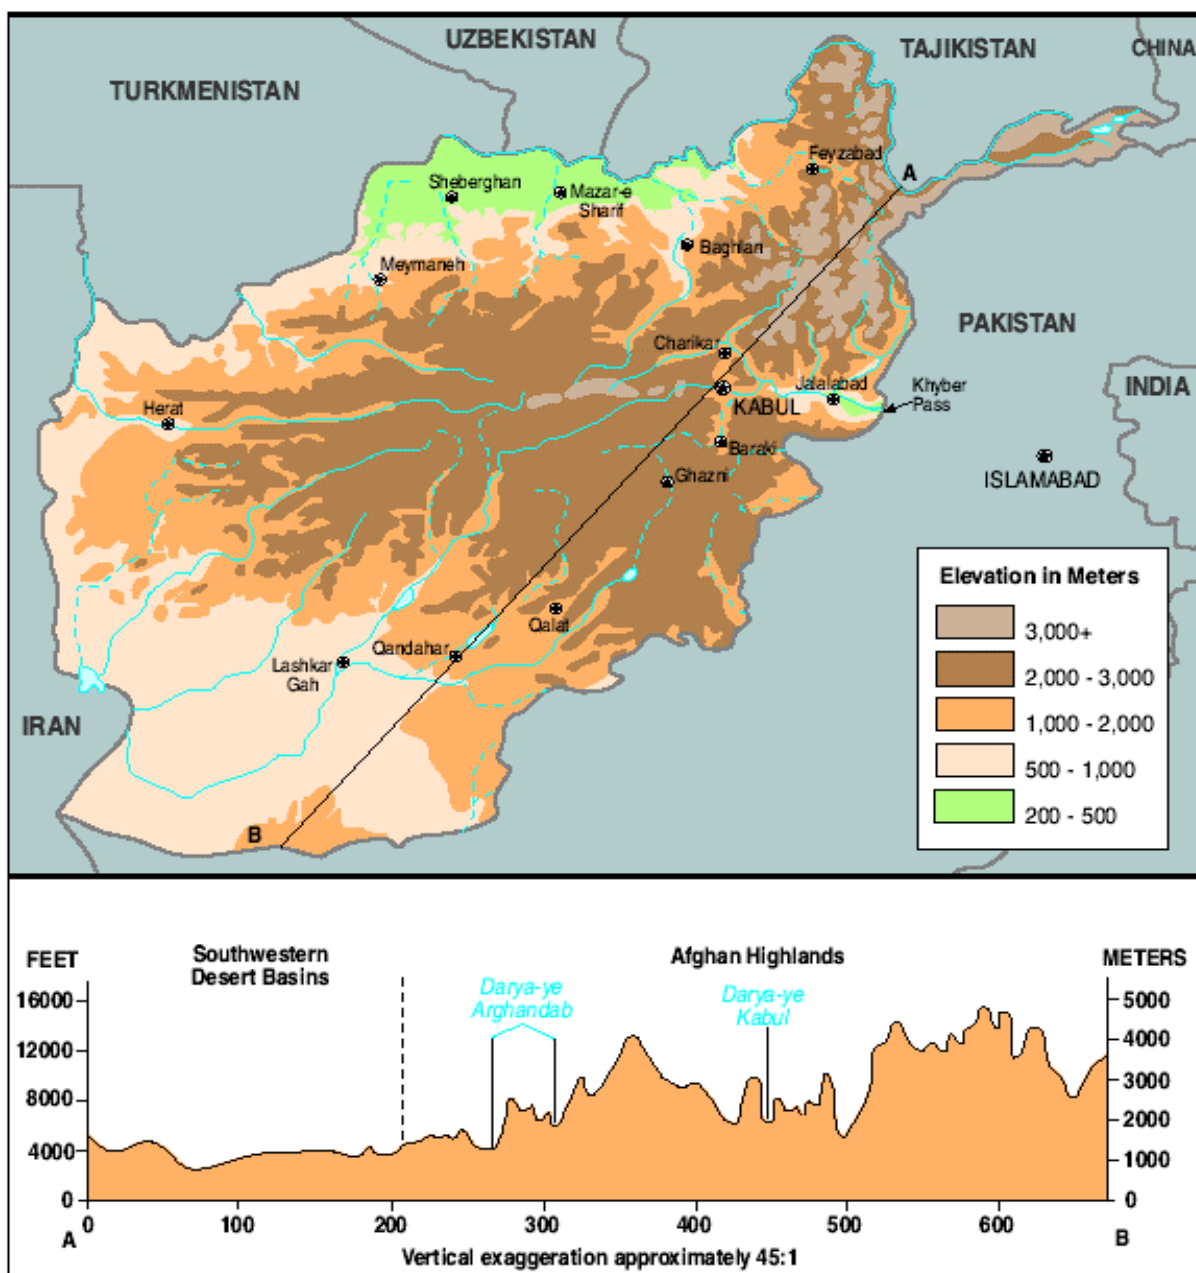 UZBEKISTAN
TAJIKISTAN
CHINA
TURKMENISTAN
Feyzabad
A
Sheberghan
Mazar-e
Sharif
Baghlan
Meymaneh
PAKISTAN
Charikar
Jalalabad
Khyber
Pass
INDIA
Herat
KABUL
Baraki
Ghazni
ISLAMABAD
Elevation in Meters
3,000+
2,000 - 3,000
1,000 - 2,000
500 - 1,000
200 - 500
Qalat
Qandahar
Lashkar
Gah
IRAN
B
FEET
Southwestern
Desert Basins
Afghan Highlands
METERS
Darya-ye
Arghandab
Darya-ye
Kabul
16000
12000
8000
4000
0
5000
4000
3000
2000
1000
0
0 100 200 300 400 500 600
A
B
Vertical exaggeration approximately 45:1